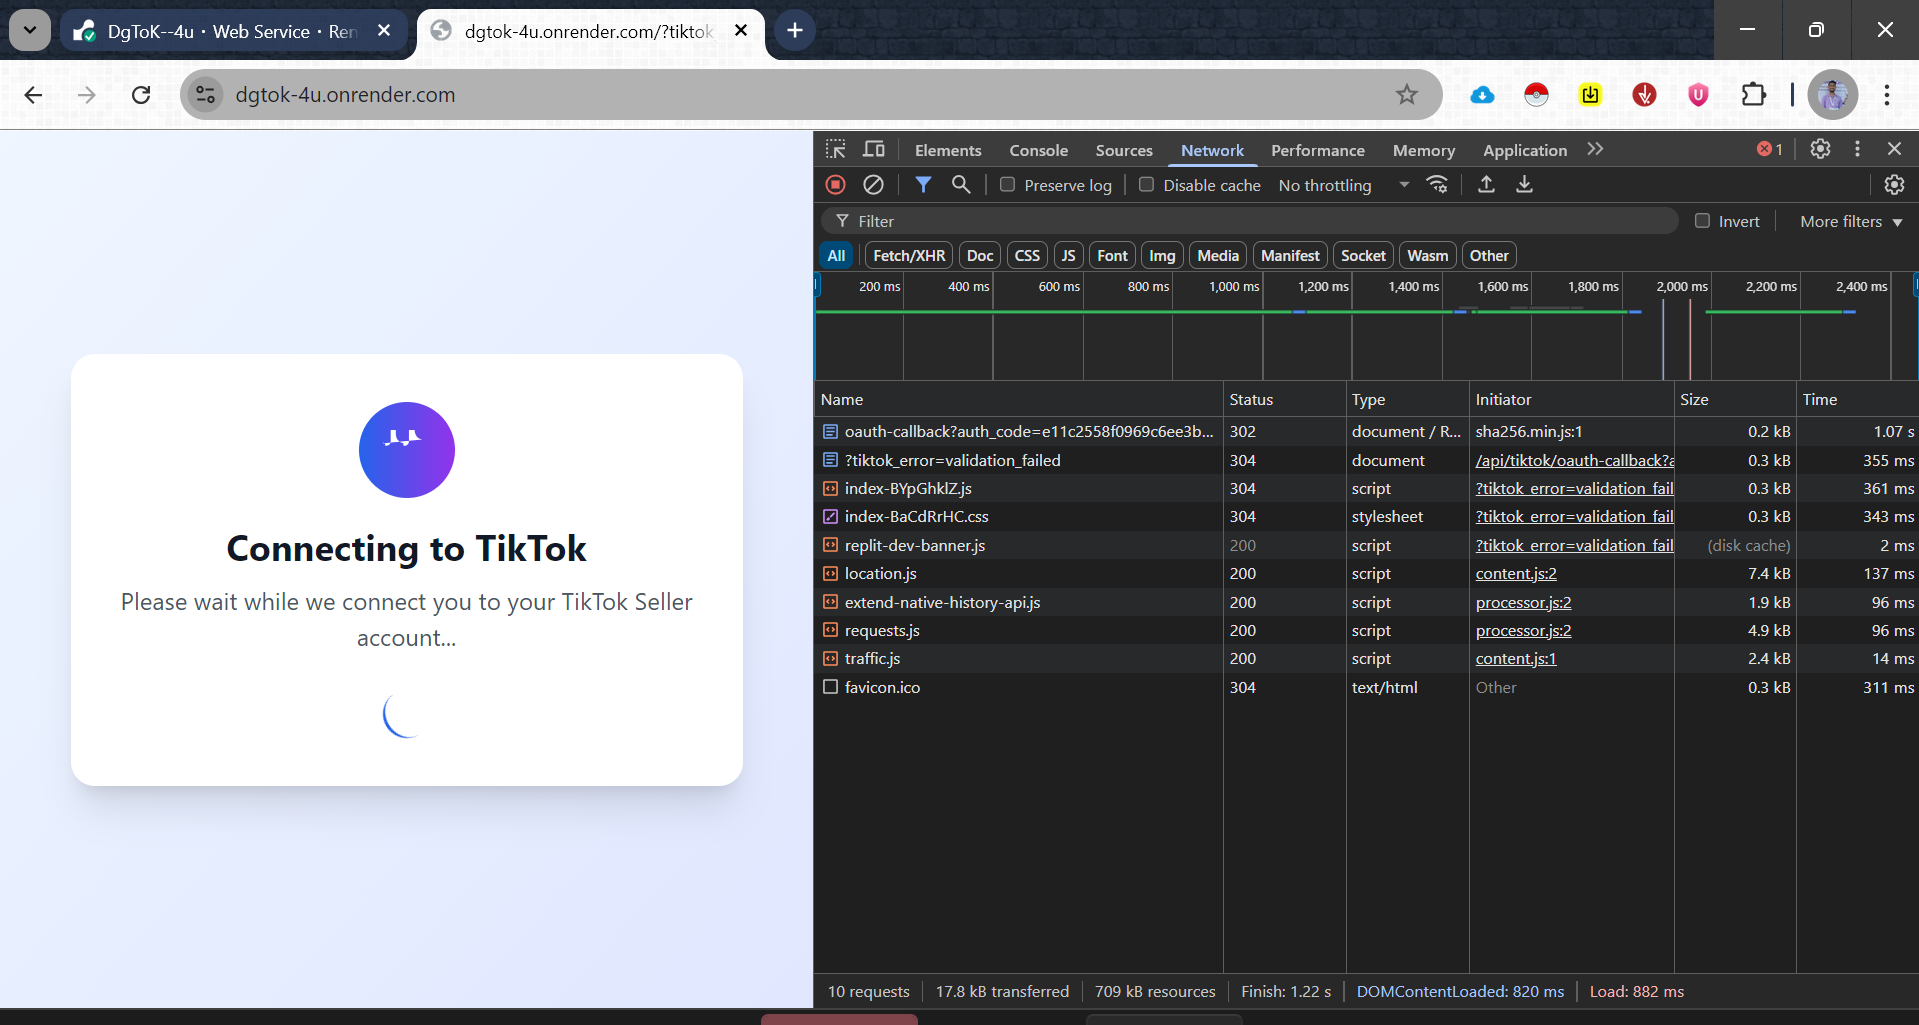 DgToK--4u · Web Service · Ren
dgtok-4u.onrender.com/?tiktok
dgtok-4u.onrender.com
Elements Console Sources Network Performance Memory Application 1
Preserve log Disable cache No throttling
Filter Invert More filters
All Fetch/XHR Doc CSS JS Font Img Media Manifest Socket Wasm Other
200 ms 400 ms 600 ms 800 ms 1,000 ms 1,200 ms 1,400 ms 1,600 ms 1,800 ms 2,000 ms 2,200 ms 2,400 ms
Name Status Type Initiator Size Time
oauth-callback?auth_code=e11c2558f0969c6ee3b... 302 document / R... sha256.min.js:1 0.2 kB 1.07 s
?tiktok_error=validation_failed 304 document /api/tiktok/oauth-callback?a 0.3 kB 355 ms
index-BYpGhklZ.js 304 script ?tiktok_error=validation_fail 0.3 kB 361 ms
index-BaCdRrHC.css 304 stylesheet ?tiktok_error=validation_fail 0.3 kB 343 ms
replit-dev-banner.js 200 script ?tiktok_error=validation_fail (disk cache) 2 ms
location.js 200 script content.js:2 7.4 kB 137 ms
extend-native-history-api.js 200 script processor.js:2 1.9 kB 96 ms
requests.js 200 script processor.js:2 4.9 kB 96 ms
traffic.js 200 script content.js:1 2.4 kB 14 ms
favicon.ico 304 text/html Other 0.3 kB 311 ms
10 requests 17.8 kB transferred 709 kB resources Finish: 1.22 s DOMContentLoaded: 820 ms Load: 882 ms
Connecting to TikTok
Please wait while we connect you to your TikTok Seller
account...